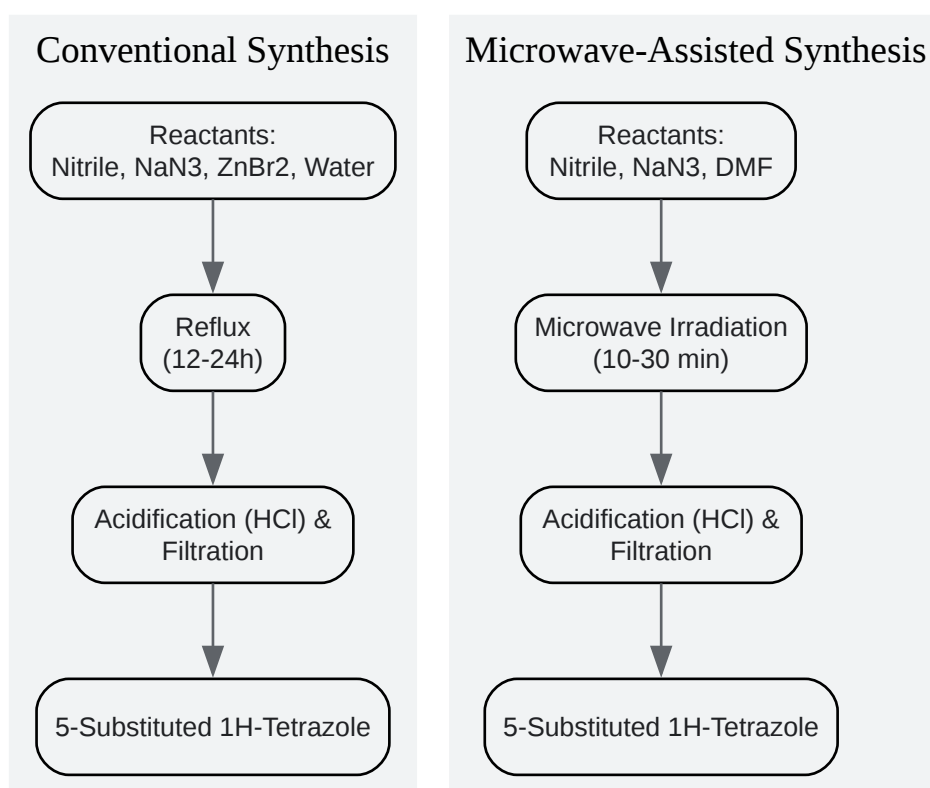 Conventional Synthesis
Reactants:
Nitrile, NaN3, ZnBr2, Water
Reflux
(12-24h)
Acidification (HCl) &
Filtration
5-Substituted 1H-Tetrazole
Microwave-Assisted Synthesis
Reactants:
Nitrile, NaN3, DMF
Microwave Irradiation
(10-30 min)
Acidification (HCl) &
Filtration
5-Substituted 1H-Tetrazole